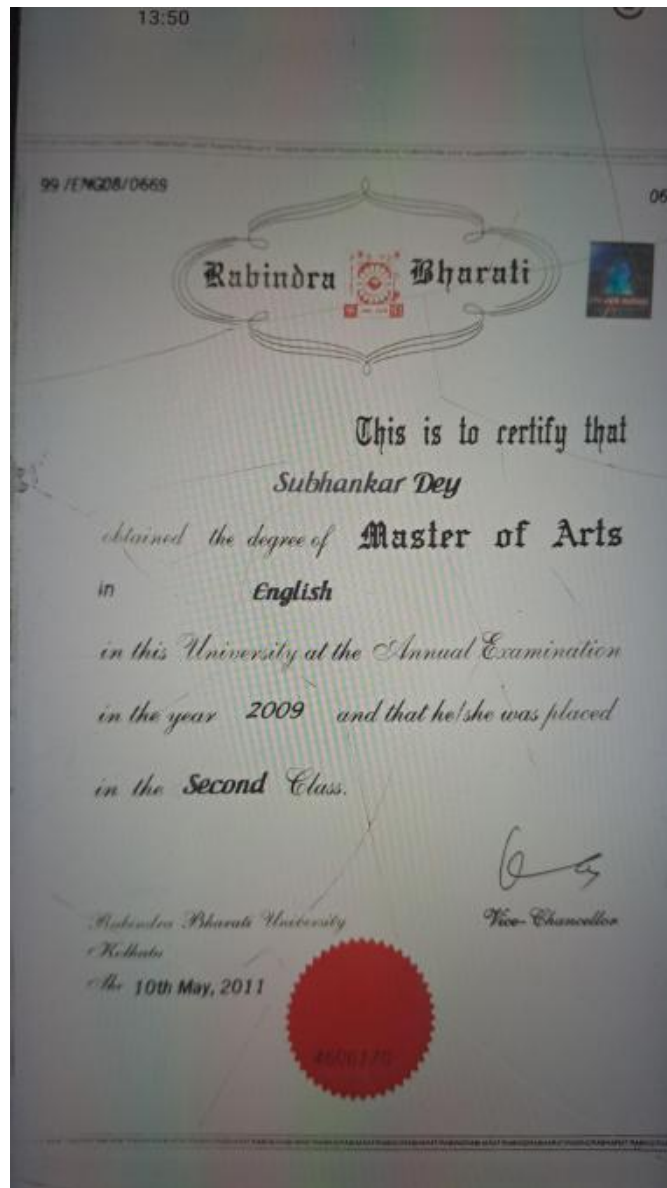 13:50
99 /ENG08/0669
06
Rabindra Bharati
This is to certify that
Subhankar Dey
obtained the degree of Master of Arts
in English
in this University at the Annual Examination
in the year 2009 and that he/she was placed
in the Second Class.
Vice-Chancellor
Rabindra Bharati University
Kolkata
The 10th May, 2011